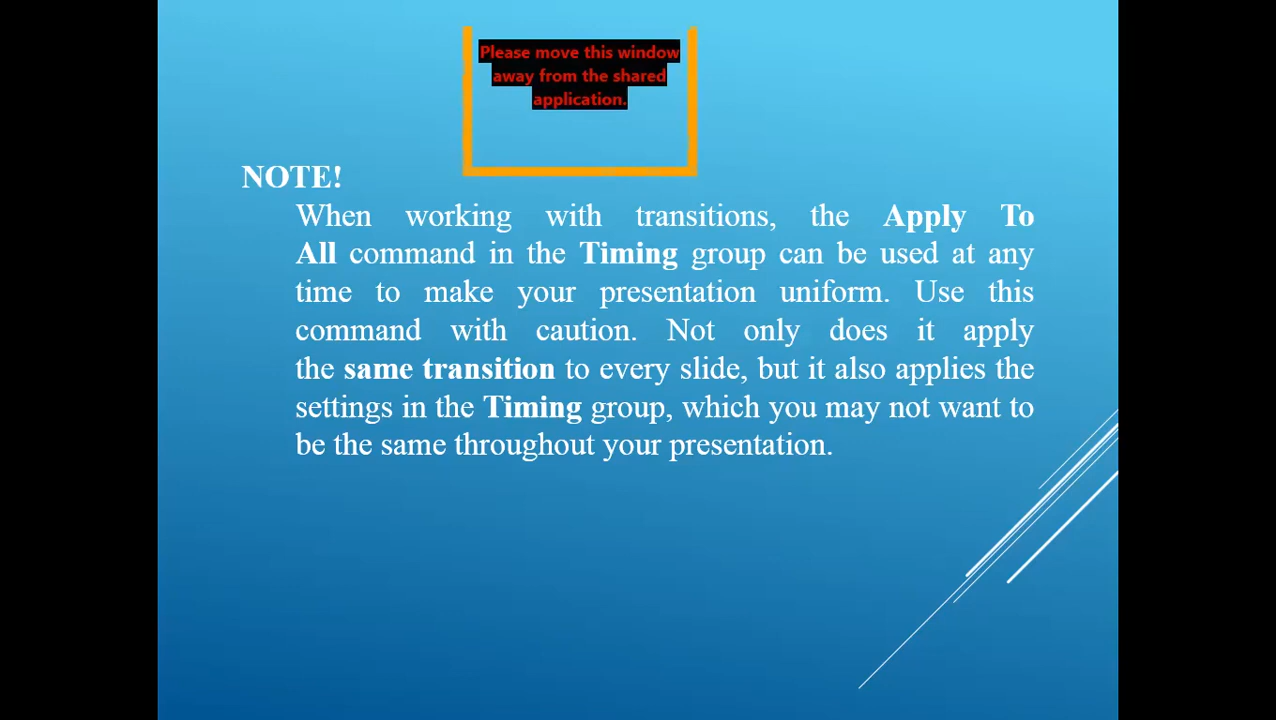 Please move this window
away from the shared
application.
NOTE!
When working with transitions, the Apply To
All command in the Timing group can be used at any
time to make your presentation uniform. Use this
command with caution. Not only does it apply
the same transition to every slide, but it also applies the
settings in the Timing group, which you may not want to
be the same throughout your presentation.